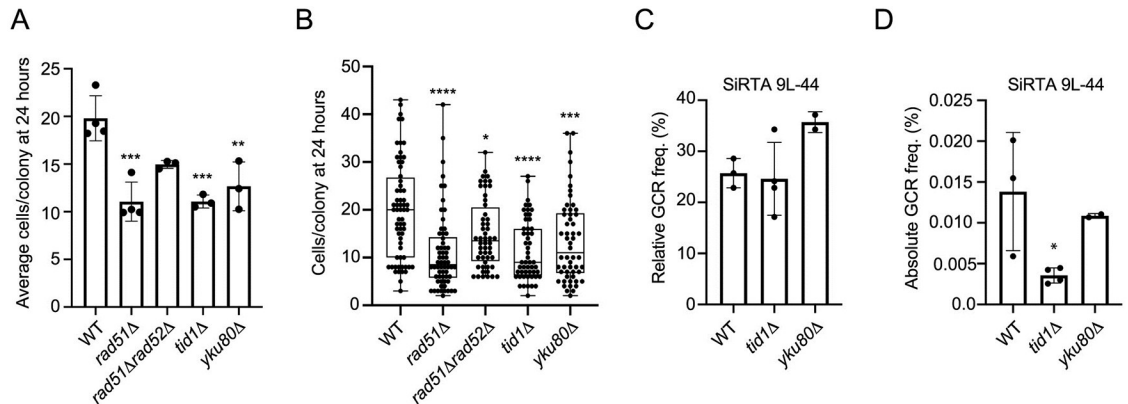 A
Average cells/colony at 24 hours
25
20
15
10
5
0
***
***
**
WT
rad51Δ
rad51Δrad52Δ
tid1Δ
yku80Δ
B
Cells/colony at 24 hours
50
40
30
20
10
0
****
*
****
***
WT
rad51Δ
rad51Δrad52Δ
tid1Δ
yku80Δ
C
SiRTA 9L-44
Relative GCR freq. (%)
40
30
20
10
0
WT
tid1Δ
yku80Δ
D
SiRTA 9L-44
Absolute GCR freq. (%)
0.025
0.020
0.015
0.010
0.005
0.0
*
WT
tid1Δ
yku80Δ